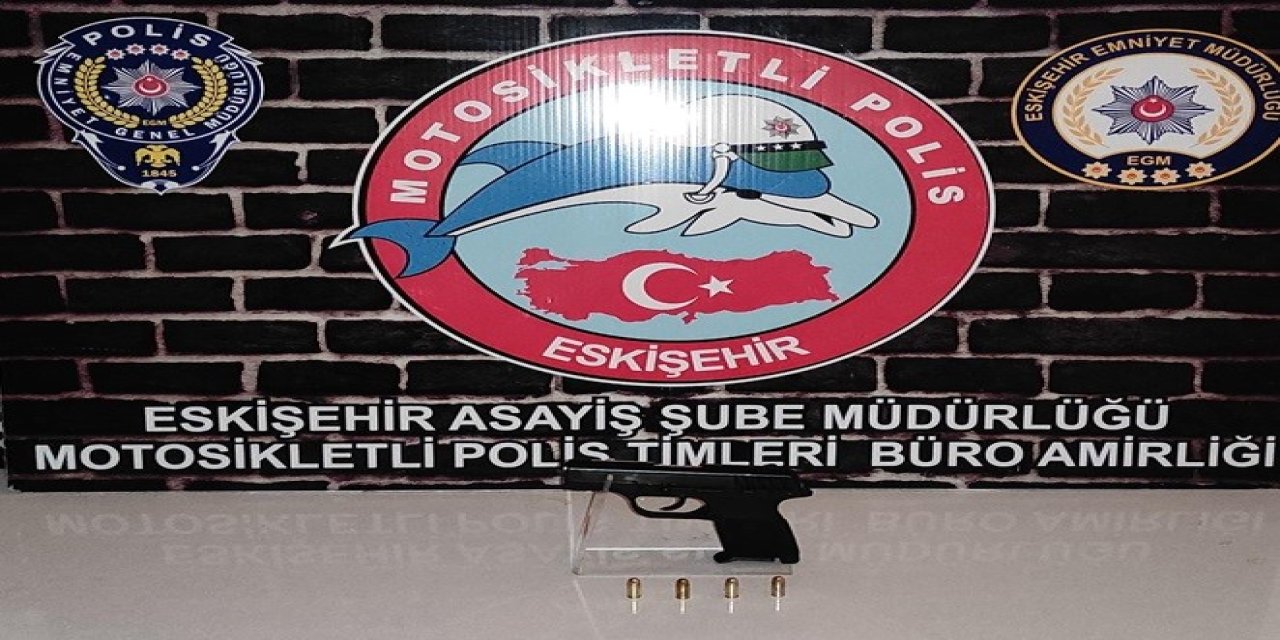 POLİS
EMNİYET GENEL MÜDÜRLÜĞÜ
EGM
1845
MOTOSİKLETLİ POLİS
ESKİŞEHİR
ESKİŞEHİR EMNİYET MÜDÜRLÜĞÜ
EGM
ESKİŞEHİR ASAYİŞ ŞUBE MÜDÜRLÜĞÜ
MOTOSİKLETLİ POLİS TİMLERİ BÜRO AMİRLİĞİ